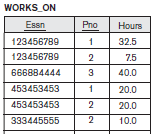 WORKS_ON
Essn Pno Hours
123456789 1 32.5
123456789 2 7.5
666884444 3 40.0
453453453 1 20.0
453453453 2 20.0
333445555 2 10.0